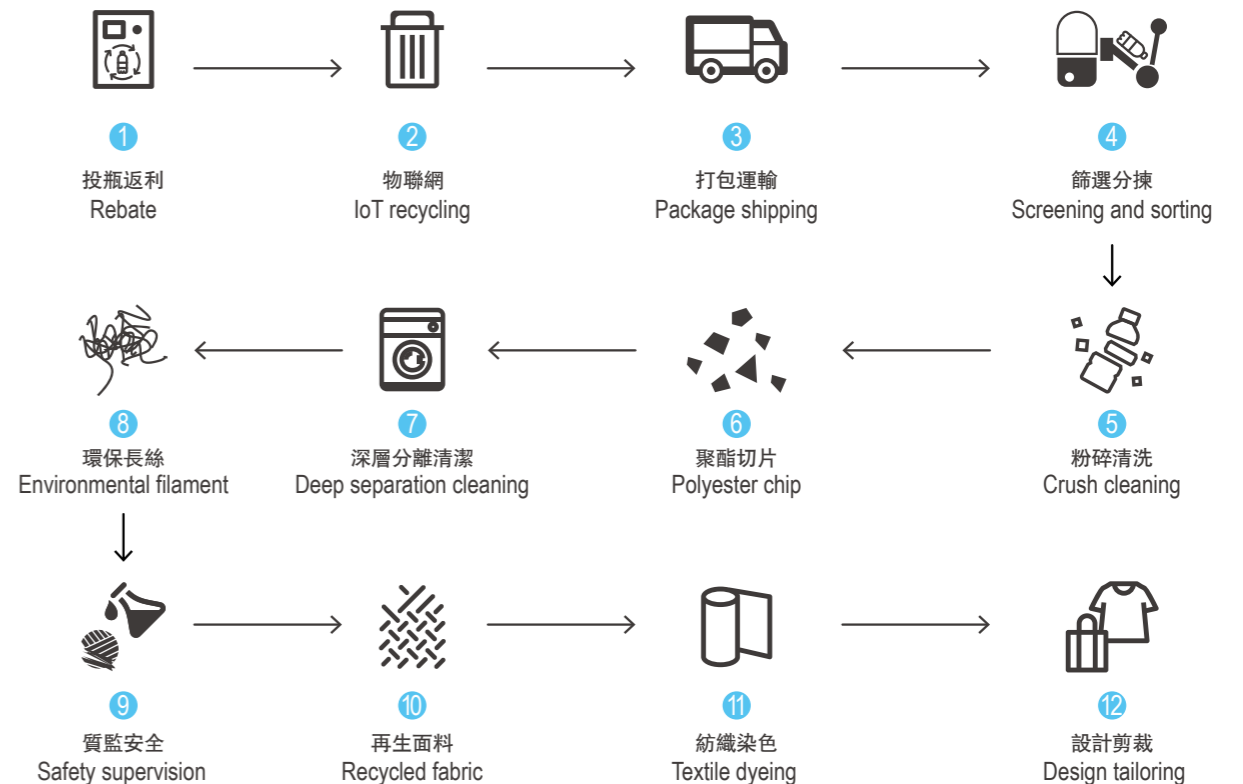 1
投瓶返利
Rebate
2
物聯網
IoT recycling
3
打包運輸
Package shipping
4
篩選分揀
Screening and sorting
5
粉碎清洗
Crush cleaning
6
聚酯切片
Polyester chip
7
深層分離清潔
Deep separation cleaning
8
環保長絲
Environmental filament
9
質監安全
Safety supervision
10
再生面料
Recycled fabric
11
紡織染色
Textile dyeing
12
設計剪裁
Design tailoring